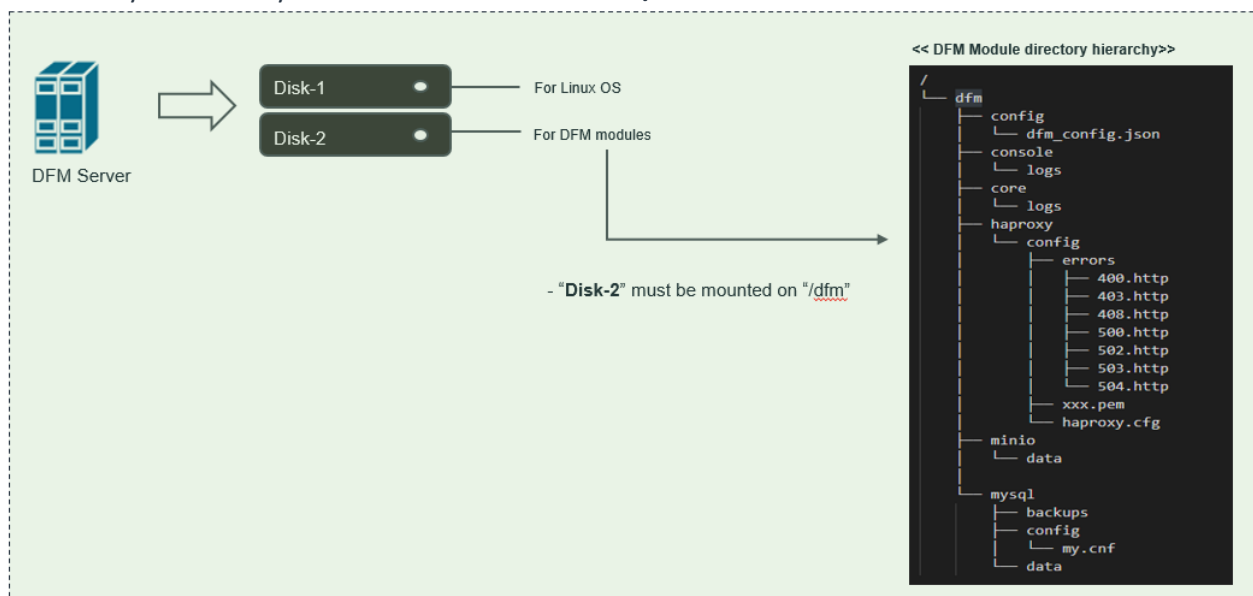 DFM Server
Disk-1
For Linux OS
Disk-2
For DFM modules
- “Disk-2” must be mounted on “/dfm”
<< DFM Module directory hierarchy>>
/
└── dfm
    ├── config
    │   └── dfm_config.json
    ├── console
    │   └── logs
    ├── core
    │   └── logs
    ├── haproxy
    │   └── config
    │       ├── errors
    │       │   ├── 400.http
    │       │   ├── 403.http
    │       │   ├── 408.http
    │       │   ├── 500.http
    │       │   ├── 502.http
    │       │   ├── 503.http
    │       │   └── 504.http
    │       ├── xxx.pem
    │       └── haproxy.cfg
    ├── minio
    │   └── data
    │
    └── mysql
        ├── backups
        ├── config
        │   └── my.cnf
        └── data